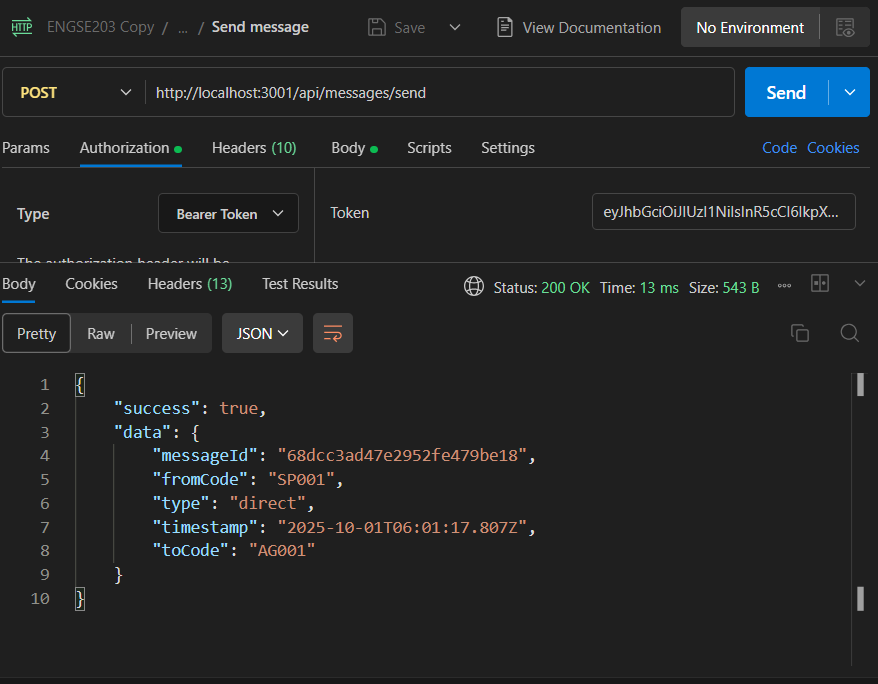 HTTP ENGSE203 Copy / ... / Send message Save View Documentation No Environment
POST http://localhost:3001/api/messages/send Send
Params Authorization Headers (10) Body Scripts Settings Code Cookies
Type Bearer Token Token eyJhbGciOiJIUzI1NiIsInR5cCI6IkpX...
The authorization header will be
Body Cookies Headers (13) Test Results Status: 200 OK Time: 13 ms Size: 543 B
Pretty Raw Preview JSON
1 {
2 "success": true,
3 "data": {
4 "messageId": "68dcc3ad47e2952fe479be18",
5 "fromCode": "SP001",
6 "type": "direct",
7 "timestamp": "2025-10-01T06:01:17.807Z",
8 "toCode": "AG001"
9 }
10 }